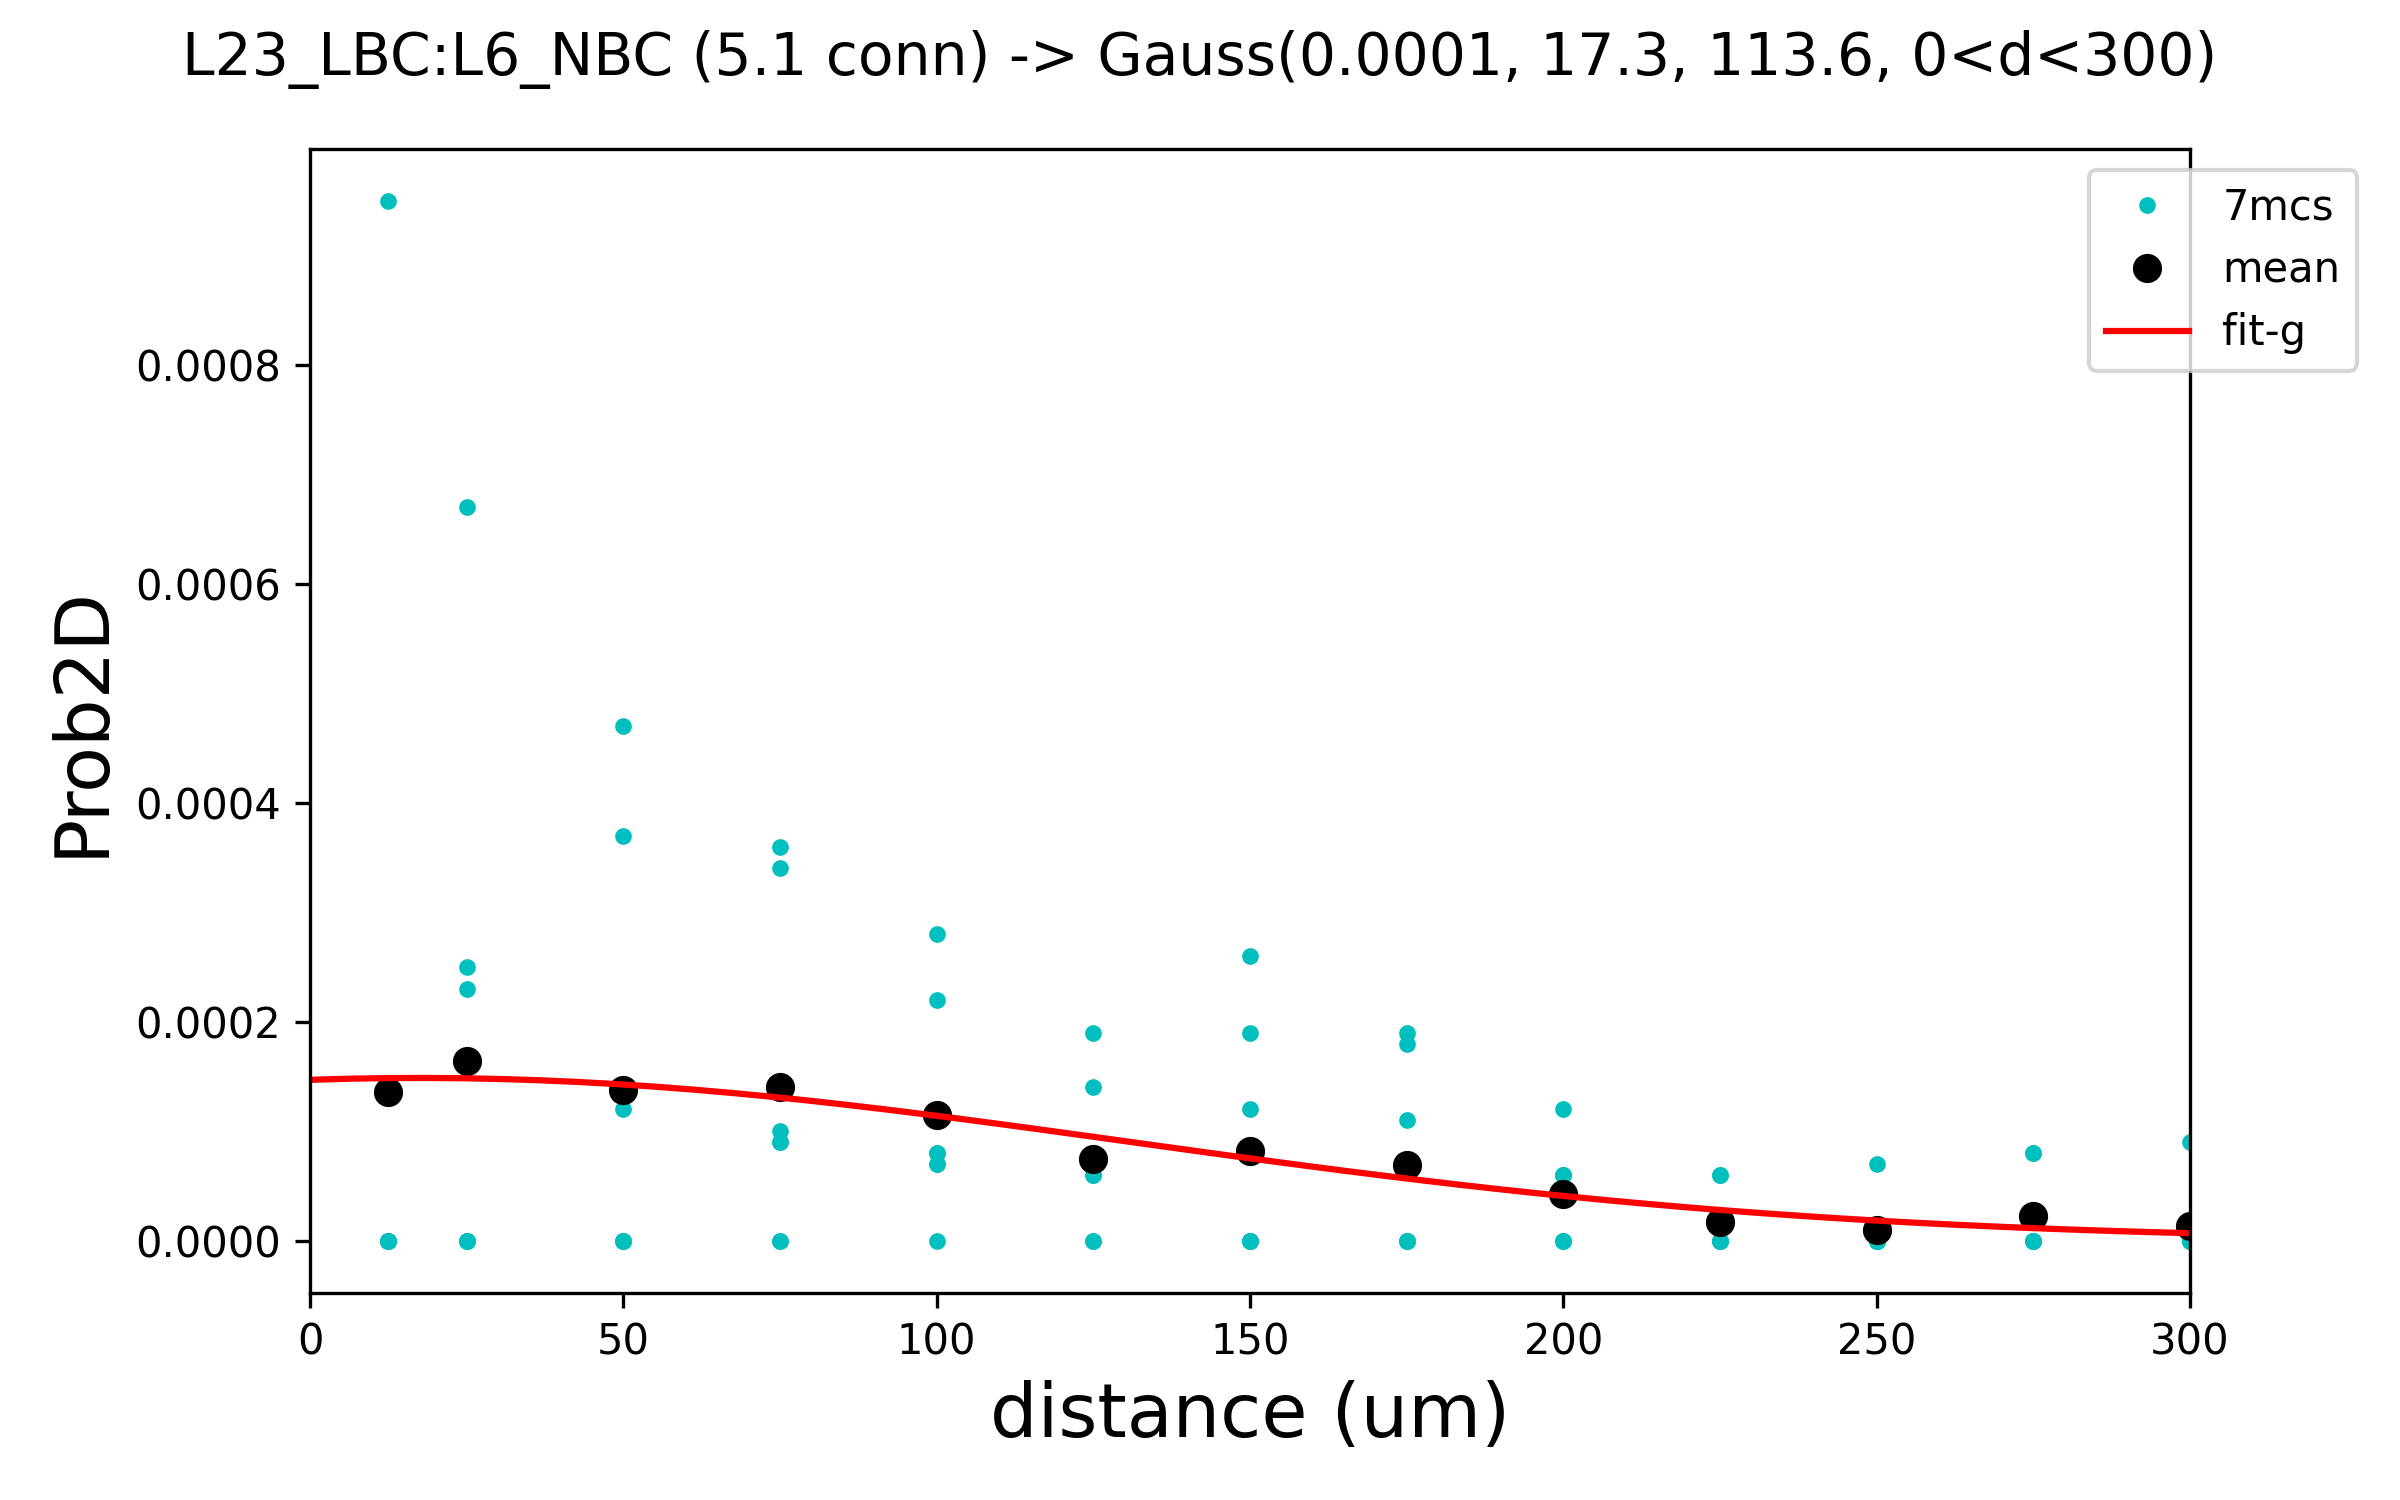 L23_LBC:L6_NBC (5.1 conn) -> Gauss(0.0001, 17.3, 113.6, 0<d<300)
7mcs
mean
fit-g
Prob2D
0.0008
0.0006
0.0004
0.0002
0.0000
0 50 100 150 200 250 300
distance (um)